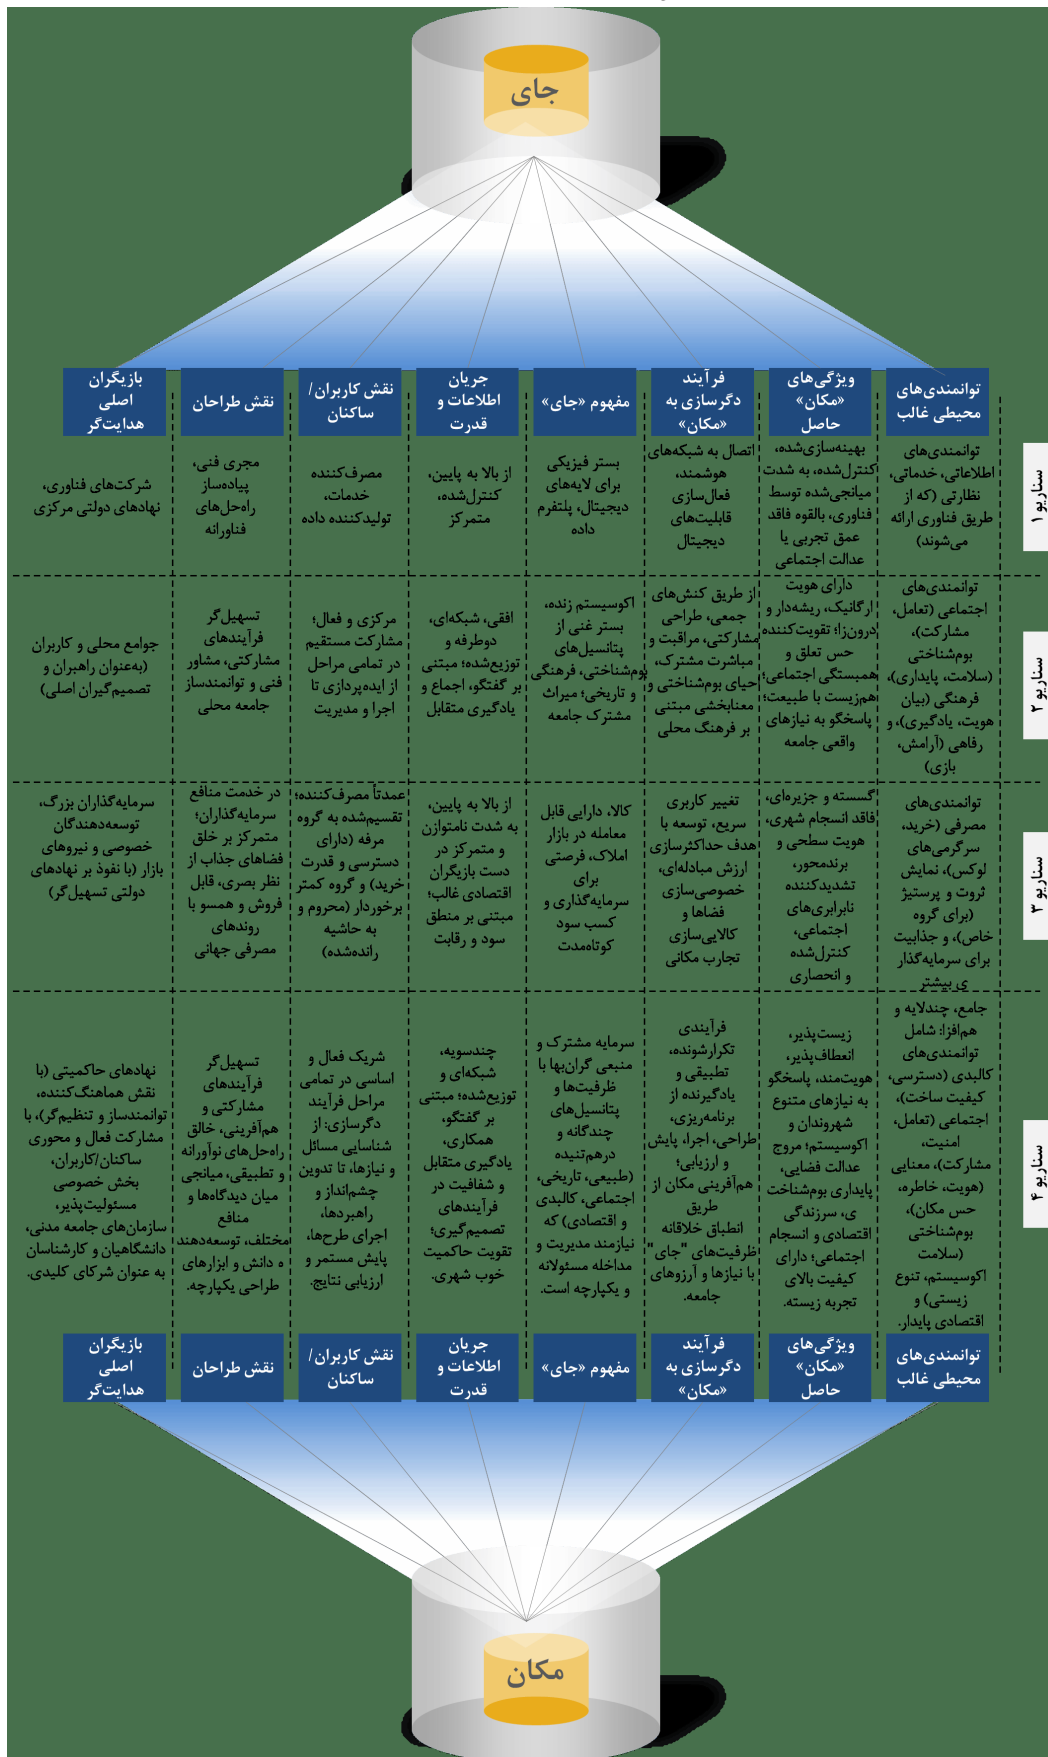 جای
توانمندی‌های
محیطی غالب
ویژگی‌های
«مکان»
حاصل
فرآیند
دگرسازی به
«مکان»
مفهوم «جای»
جریان
اطلاعات و
قدرت
نقش کاربران/
ساکنان
نقش طراحان
بازیگران
اصلی
هدایت‌گر
سناریو ۱
توانمندی‌های
اطلاعاتی، خدماتی،
نظارتی (که از
طریق فناوری ارائه
می‌شوند)
بهینه‌سازی‌شده،
کنترل‌شده، به شدت
میانجی‌شده توسط
فناوری، بالقوه فاقد
عمق تجربی یا
عدالت اجتماعی
اتصال به شبکه‌های
هوشمند،
فعال‌سازی
قابلیت‌های
دیجیتال
بستر فیزیکی
برای لایه‌های
دیجیتال، پلتفرم
داده
از بالا به پایین،
کنترل‌شده،
متمرکز
مصرف‌کننده
خدمات،
تولیدکننده داده
مجری فنی،
پیاده‌ساز
راه‌حل‌های
فناورانه
شرکت‌های فناوری،
نهادهای دولتی مرکزی
سناریو ۲
توانمندی‌های
اجتماعی (تعامل،
مشارکت)،
بوم‌شناختی
(سلامت، پایداری)،
فرهنگی (بیان
هویت، یادگیری)، و
رفاهی (آرامش،
بازی)
دارای هویت
ارگانیک، ریشه‌دار و
درون‌زا؛ تقویت‌کننده
حس تعلق و
همبستگی اجتماعی؛
هم‌زیست با طبیعت؛
پاسخگو به نیازهای
واقعی جامعه
از طریق کنش‌های
جمعی، طراحی
مشارکتی، مراقبت و
مباشرت مشترک،
احیای بوم‌شناختی و
معنابخشی مبتنی
بر فرهنگ محلی
اکوسیستم زنده،
بستر غنی از
پتانسیل‌های
بوم‌شناختی، فرهنگی
و تاریخی؛ میراث
مشترک جامعه
افقی، شبکه‌ای،
دوطرفه و
توزیع‌شده؛ مبتنی
بر گفتگو، اجماع و
یادگیری متقابل
مرکزی و فعال؛
مشارکت مستقیم
در تمامی مراحل
از ایده‌پردازی تا
اجرا و مدیریت
تسهیل‌گر
فرآیندهای
مشارکتی، مشاور
فنی و توانمندساز
جامعه محلی
جوامع محلی و کاربران
(به‌عنوان راهبران و
تصمیم‌گیران اصلی)
سناریو ۳
توانمندی‌های
مصرفی (خرید،
سرگرمی‌های
لوکس)، نمایش
ثروت و پرستیژ
(برای گروه
خاص)، و جذابیت
برای سرمایه‌گذار
ی بیشتر
گسسته و جزیره‌ای،
فاقد انسجام شهری،
هویت سطحی و
برندمحور،
تشدیدکننده
نابرابری‌های
اجتماعی،
کنترل‌شده
و انحصاری
تغییر کاربری
سریع، توسعه با
هدف حداکثرسازی
ارزش مبادله‌ای،
خصوصی‌سازی
فضاها و
کالایی‌سازی
تجارب مکانی
کالا، دارایی قابل
معامله در بازار
املاک، فرصتی
برای
سرمایه‌گذاری و
کسب سود
کوتاه‌مدت
از بالا به پایین،
به شدت نامتوازن
و متمرکز در
دست بازیگران
اقتصادی غالب؛
مبتنی بر منطق
سود و رقابت
عمدتاً مصرف‌کننده؛
تقسیم‌شده به گروه
مرفه (دارای
دسترسی و قدرت
خرید) و گروه کمتر
برخوردار (محروم و
به حاشیه
رانده‌شده)
در خدمت منافع
سرمایه‌گذاران؛
متمرکز بر خلق
فضاهای جذاب از
نظر بصری، قابل
فروش و همسو با
روندهای
مصرفی جهانی
سرمایه‌گذاران بزرگ،
توسعه‌دهندگان
خصوصی و نیروهای
بازار (با نفوذ بر نهادهای
دولتی تسهیل‌گر)
سناریو ۴
جامع، چندلایه و
هم‌افزا: شامل
توانمندی‌های
کالبدی (دسترسی،
کیفیت ساخت)،
اجتماعی (تعامل،
امنیت،
مشارکت)، معنایی
(هویت، خاطره،
حس مکان)،
بوم‌شناختی
(سلامت
اکوسیستم، تنوع
زیستی) و
اقتصادی پایدار.
زیست‌پذیر،
انعطاف‌پذیر،
هویت‌مند، پاسخگو
به نیازهای متنوع
شهروندان و
اکوسیستم؛ مروج
عدالت فضایی،
پایداری بوم‌شناخت
ی، سرزندگی
اقتصادی و انسجام
اجتماعی؛ دارای
کیفیت بالای
تجربه زیسته.
فرآیندی
تکرارشونده،
تطبیقی و
یادگیرنده از
برنامه‌ریزی،
طراحی، اجرا، پایش
و ارزیابی؛
هم‌آفرینی مکان از
طریق
انطباق خلاقانه
ظرفیت‌های "جای"
با نیازها و آرزوهای
جامعه.
سرمایه مشترک و
منبعی گران‌بها با
ظرفیت‌ها و
پتانسیل‌های
چندگانه و
درهم‌تنیده
(طبیعی، تاریخی،
اجتماعی، کالبدی
و اقتصادی) که
نیازمند مدیریت و
مداخله مسئولانه
و یکپارچه است.
چندسویه،
شبکه‌ای و
توزیع‌شده؛ مبتنی
بر گفتگو،
همکاری،
یادگیری متقابل
و شفافیت در
فرآیندهای
تصمیم‌گیری؛
تقویت حاکمیت
خوب شهری.
شریک فعال و
اساسی در تمامی
مراحل فرآیند
دگرسازی: از
شناسایی مسائل
و نیازها، تا تدوین
چشم‌انداز و
راهبردها،
اجرای طرح‌ها،
پایش مستمر و
ارزیابی نتایج.
تسهیل‌گر
فرآیندهای
مشارکتی و
هم‌آفرینی، خالق
راه‌حل‌های نوآورانه
و تطبیقی، میانجی
میان دیدگاه‌ها و
منافع
مختلف، توسعه‌دهند
ه دانش و ابزارهای
طراحی یکپارچه.
نهادهای حاکمیتی (با
نقش هماهنگ‌کننده،
توانمندساز و تنظیم‌گر)، با
مشارکت فعال و محوری
ساکنان/کاربران،
بخش خصوصی
مسئولیت‌پذیر،
سازمان‌های جامعه مدنی،
دانشگاهیان و کارشناسان
به عنوان شرکای کلیدی.
توانمندی‌های
محیطی غالب
ویژگی‌های
«مکان»
حاصل
فرآیند
دگرسازی به
«مکان»
مفهوم «جای»
جریان
اطلاعات و
قدرت
نقش کاربران/
ساکنان
نقش طراحان
بازیگران
اصلی
هدایت‌گر
مکان